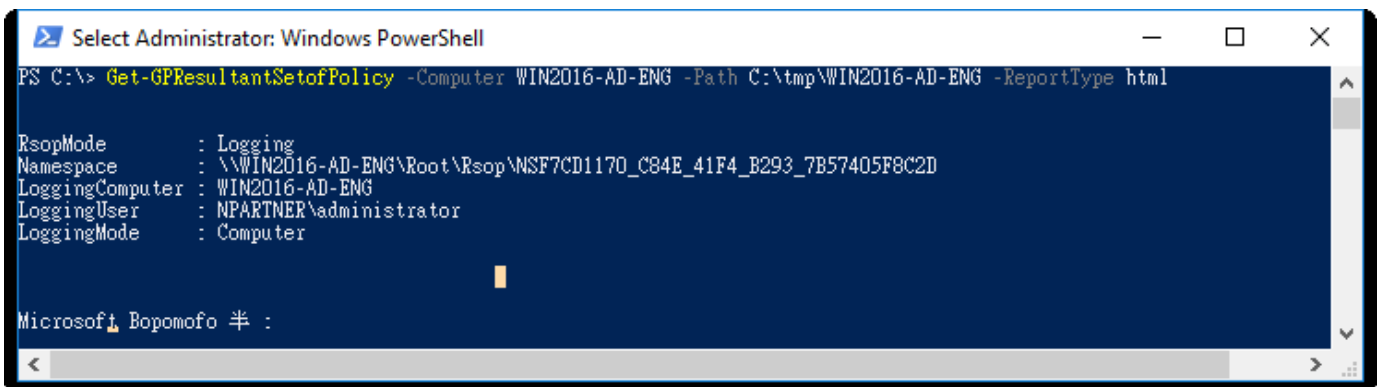 Select Administrator: Windows PowerShell
PS C:\> Get-GPResultantSetofPolicy -Computer WIN2016-AD-ENG -Path C:\tmp\WIN2016-AD-ENG -ReportType html
RsopMode : Logging
Namespace : \\WIN2016-AD-ENG\Root\Rsop\NSF7CD1170_C84E_41F4_B293_7B57405F8C2D
LoggingComputer : WIN2016-AD-ENG
LoggingUser : NPARTNER\administrator
LoggingMode : Computer
Microsoft Bopomofo 半 :